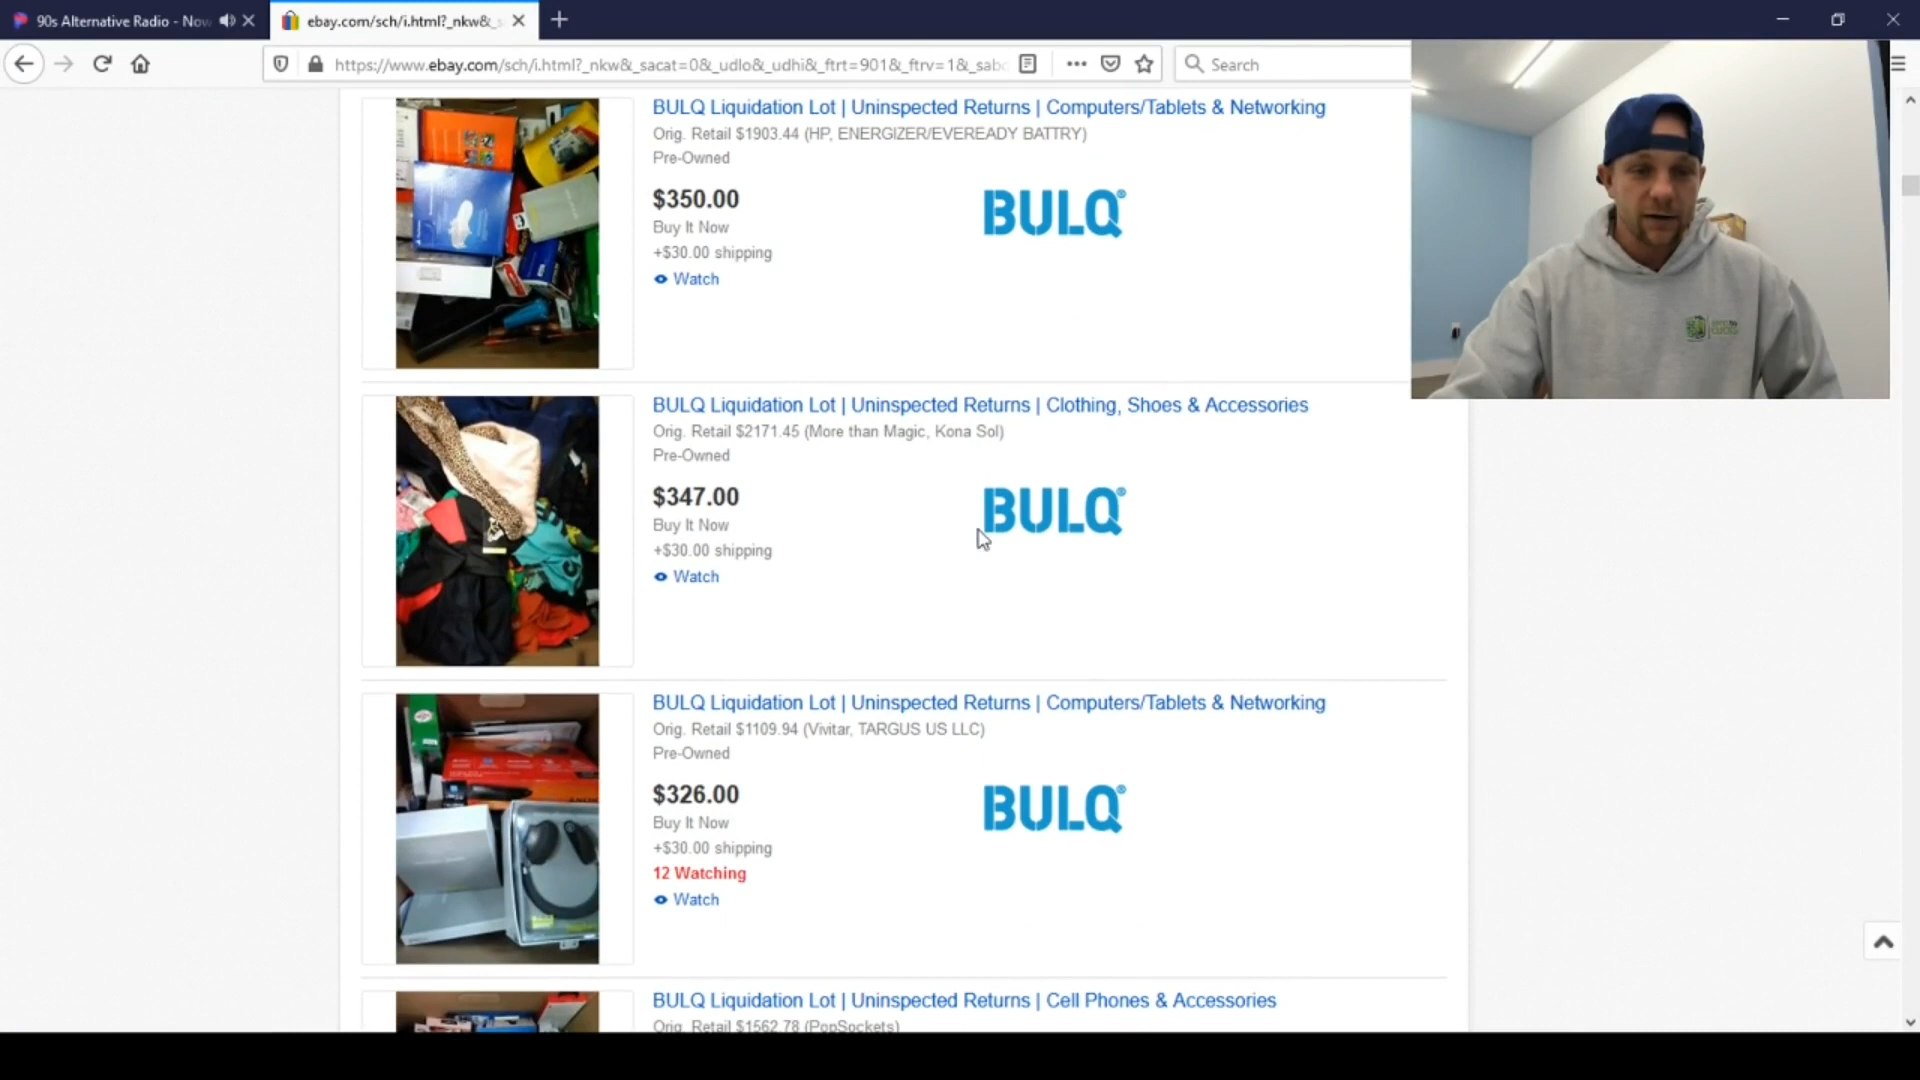 90s Alternative Radio - Now
ebay.com/sch/i.html?_nkw&_s
https://www.ebay.com/sch/i.html?_nkw&_sacat=0&_udlo&_udhi&_ftrt=901&_ftrv=1&_sabc
Search
BULQ Liquidation Lot | Uninspected Returns | Computers/Tablets & Networking
Orig. Retail $1903.44 (HP, ENERGIZER/EVEREADY BATTRY)
Pre-Owned
$350.00
BULQ®
Buy It Now
+$30.00 shipping
Watch
BULQ Liquidation Lot | Uninspected Returns | Clothing, Shoes & Accessories
Orig. Retail $2171.45 (More than Magic, Kona Sol)
Pre-Owned
$347.00
BULQ®
Buy It Now
+$30.00 shipping
Watch
BULQ Liquidation Lot | Uninspected Returns | Computers/Tablets & Networking
Orig. Retail $1109.94 (Vivitar, TARGUS US LLC)
Pre-Owned
$326.00
BULQ®
Buy It Now
+$30.00 shipping
12 Watching
Watch
BULQ Liquidation Lot | Uninspected Returns | Cell Phones & Accessories
Orig. Retail $1562.78 (PopSockets)